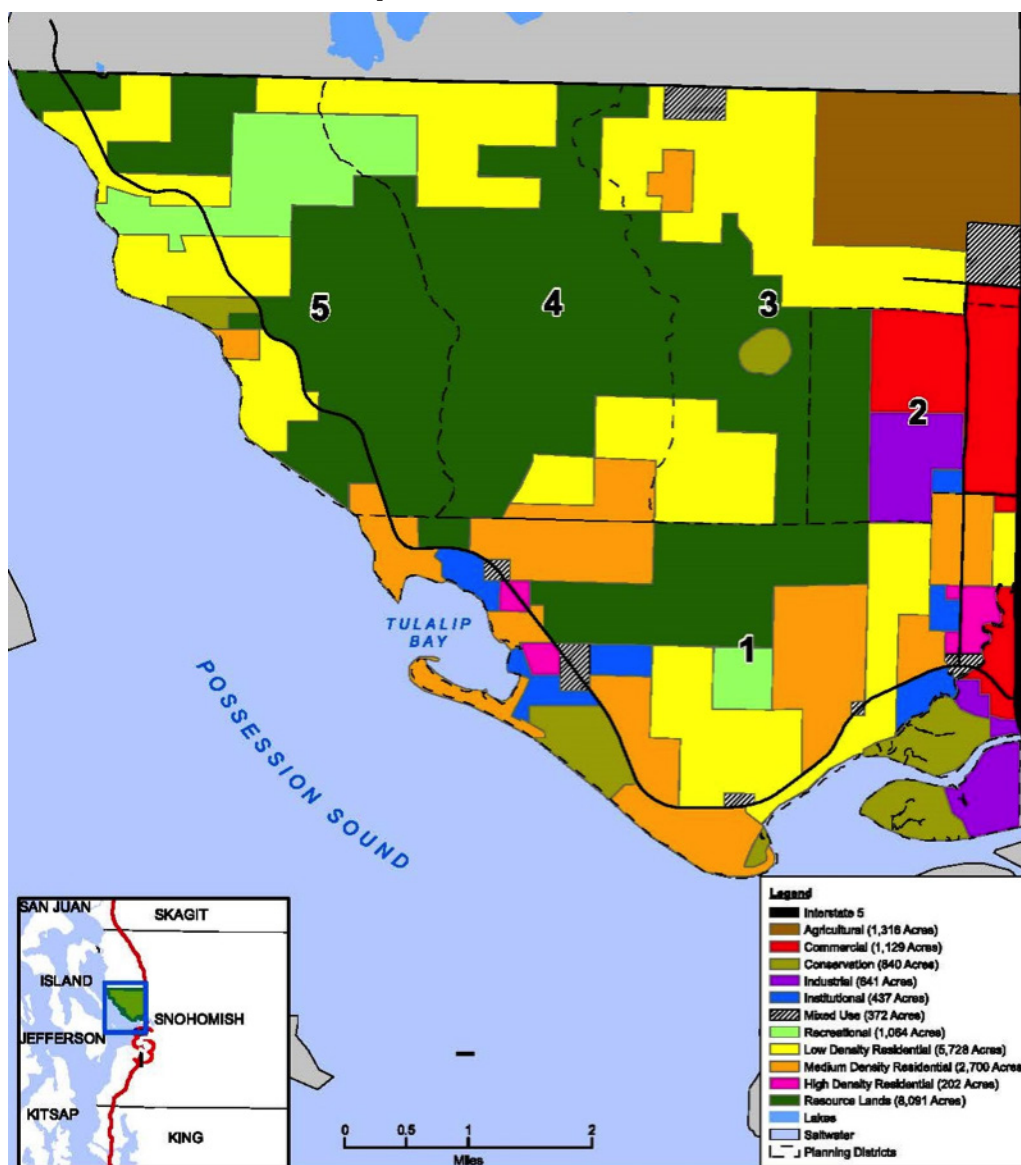 5
4
3
2
1
TULALIP
BAY
POSSESSION SOUND
SAN JUAN
SKAGIT
ISLAND
SNOHOMISH
JEFFERSON
KITSAP
KING
0 0.5 1 2
Miles
Legend
Interstate 5
Agricultural (1,316 Acres)
Commercial (1,129 Acres)
Conservation (840 Acres)
Industrial (641 Acres)
Institutional (437 Acres)
Mixed Use (372 Acres)
Recreational (1,064 Acres)
Low Density Residential (5,728 Acres)
Medium Density Residential (2,700 Acres
High Density Residential (202 Acres)
Resource Lands (8,091 Acres)
Lakes
Saltwater
Planning Districts